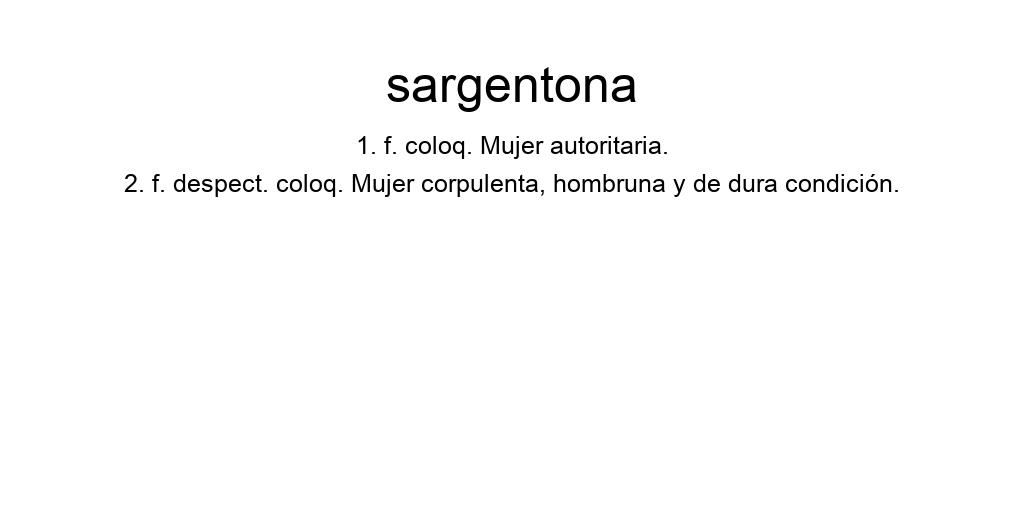 sargentona
1. f. coloq. Mujer autoritaria.
2. f. despect. coloq. Mujer corpulenta, hombruna y de dura condición.